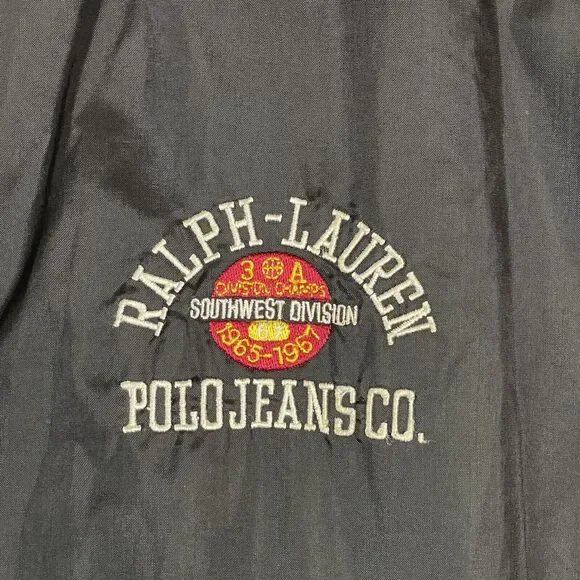 RALPH-LAUREN
3 A
DIVISION CHAMPS
SOUTHWEST DIVISION
1965-1967
POLO JEANS CO.